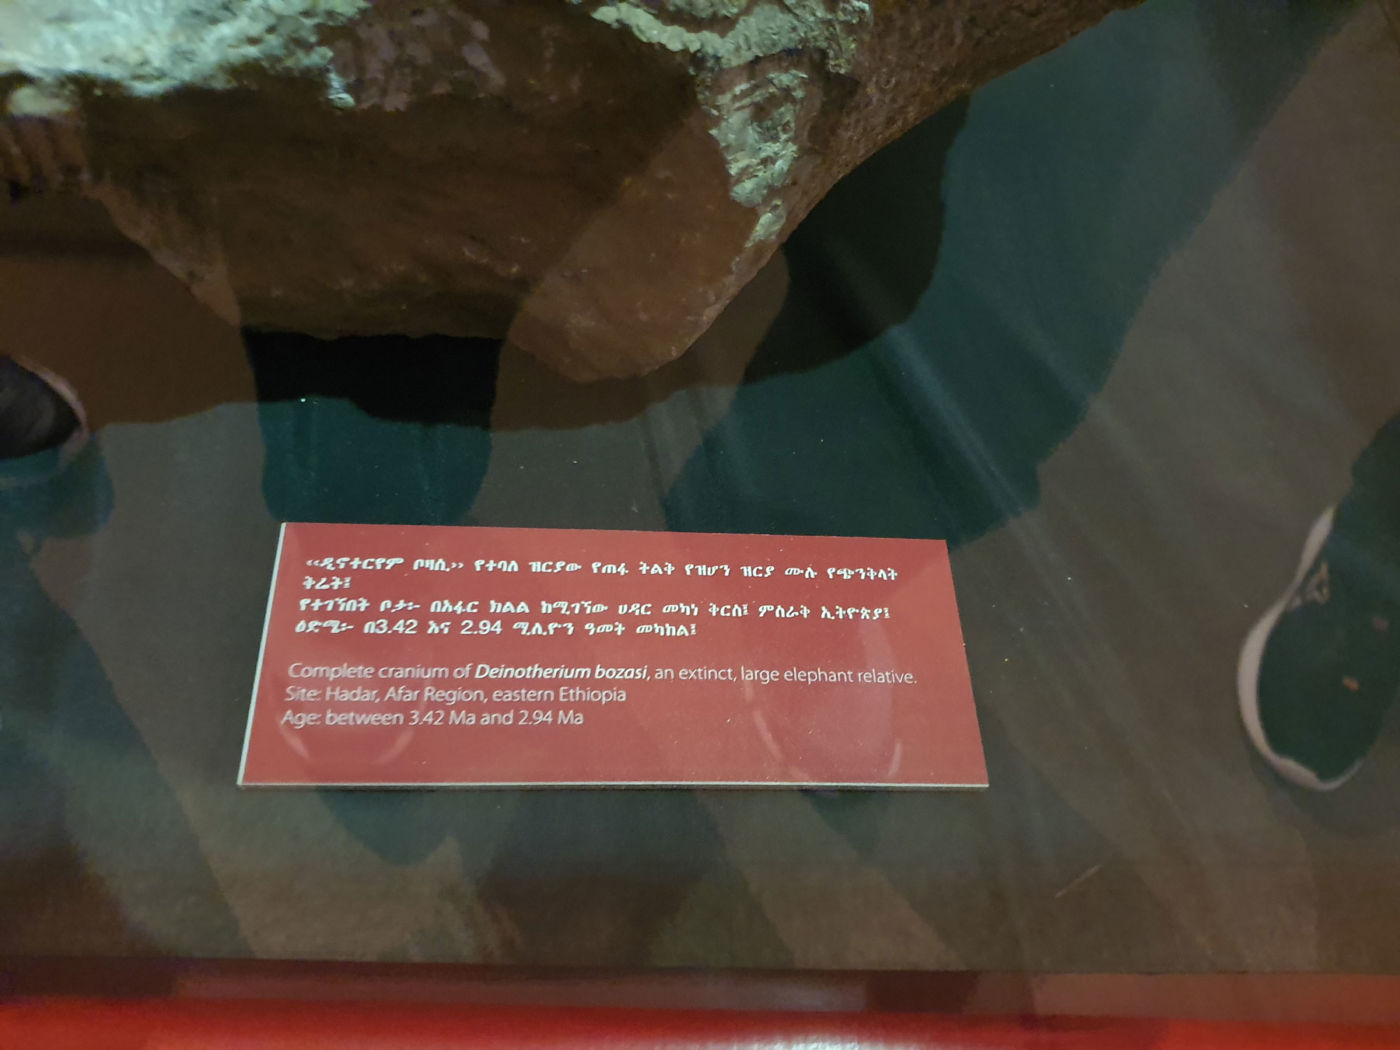 ‹‹ዲኖተርየም ቦዛሲ›› የተባለ ዝርያው የጠፋ ትልቅ የዝሆን ዝርያ ሙሉ የጭንቅላት
ቅሬት፤
የተገኘበት ቦታ፦ በአፋር ክልል ከሚገኘው ሀዳር መካነ ቅርስ፤ ምስራቅ ኢትዮጵያ፤
ዕድሜ፦ በ3.42 እና 2.94 ሚሊዮን ዓመት መካከል፤
Complete cranium of Deinotherium bozasi, an extinct, large elephant relative.
Site: Hadar, Afar Region, eastern Ethiopia
Age: between 3.42 Ma and 2.94 Ma